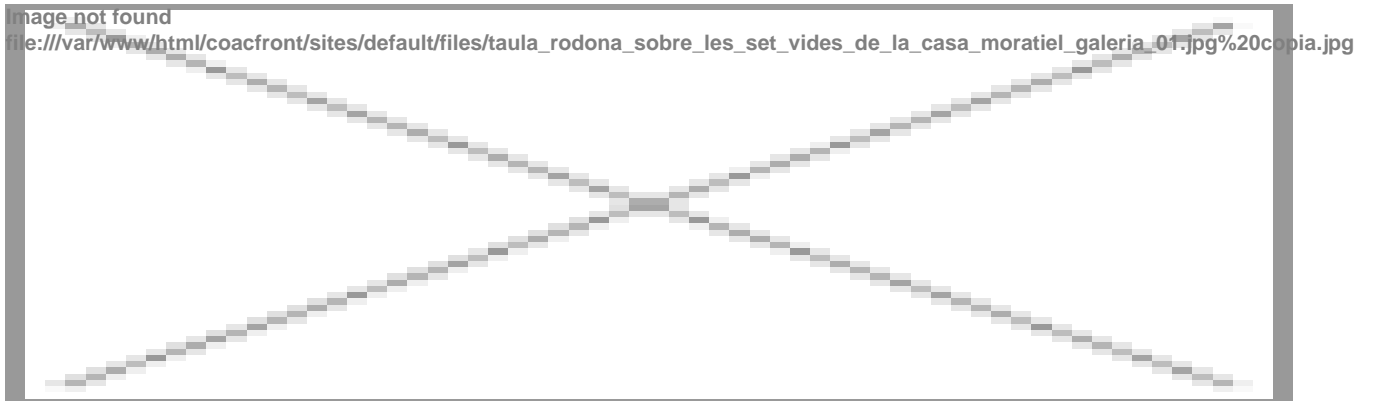 Image not found
file:///var/www/html/coacfront/sites/default/files/taula_rodona_sobre_les_set_vides_de_la_casa_moratiel_galeria_01.jpg%20copia.jpg